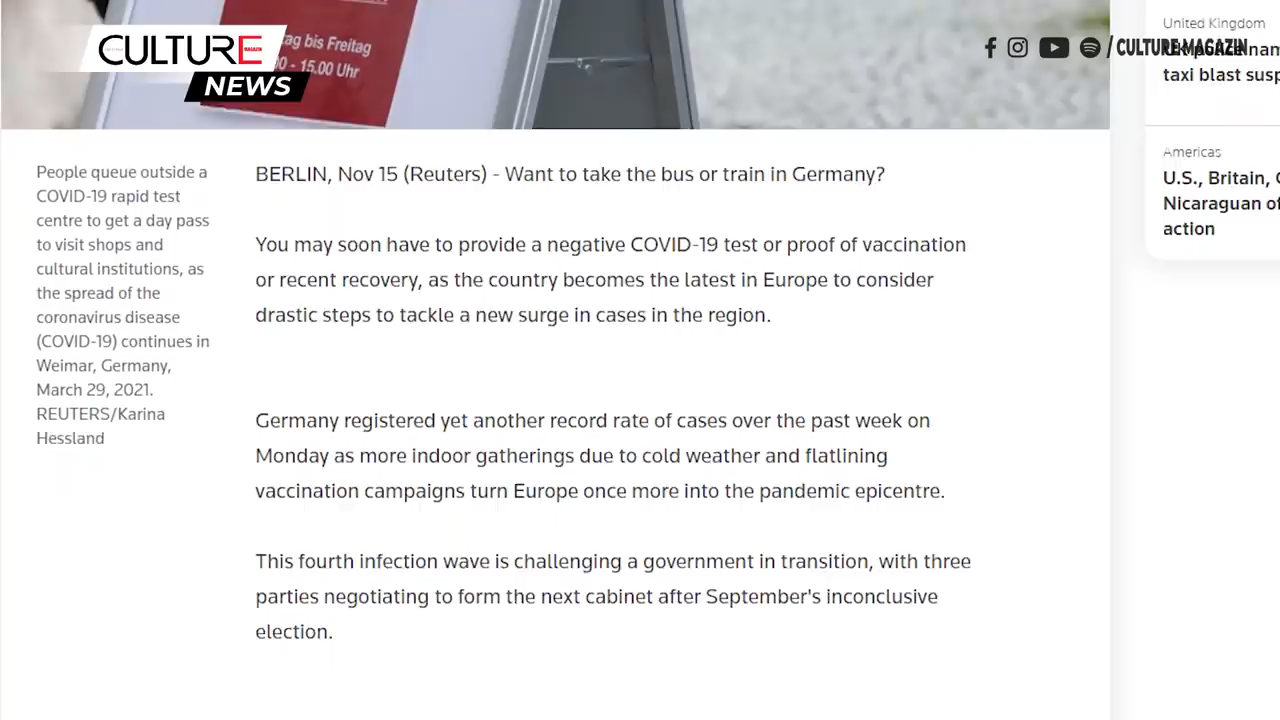 CULTURE
MAGAZIN
NEWS
tag bis Freitag
00 - 15.00 Uhr
/ CULTURE MAGAZIN
United Kingdom
taxi blast susp
Americas
U.S., Britain, C
Nicaraguan of
action
People queue outside a
COVID-19 rapid test
centre to get a day pass
to visit shops and
cultural institutions, as
the spread of the
coronavirus disease
(COVID-19) continues in
Weimar, Germany,
March 29, 2021.
REUTERS/Karina
Hessland
BERLIN, Nov 15 (Reuters) - Want to take the bus or train in Germany?
You may soon have to provide a negative COVID-19 test or proof of vaccination
or recent recovery, as the country becomes the latest in Europe to consider
drastic steps to tackle a new surge in cases in the region.
Germany registered yet another record rate of cases over the past week on
Monday as more indoor gatherings due to cold weather and flatlining
vaccination campaigns turn Europe once more into the pandemic epicentre.
This fourth infection wave is challenging a government in transition, with three
parties negotiating to form the next cabinet after September's inconclusive
election.